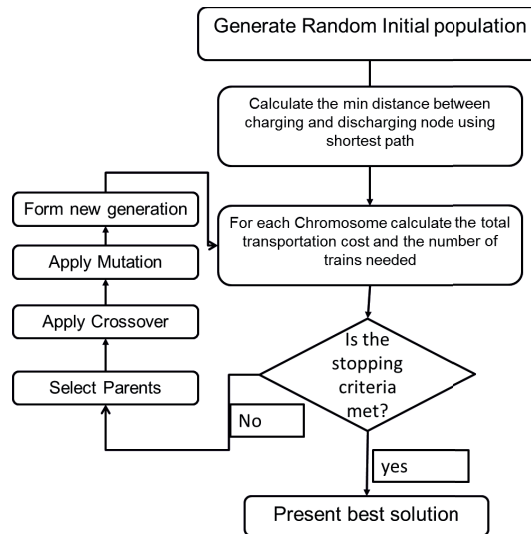 Generate Random Initial population
Calculate the min distance between
charging and discharging node using
shortest path
Form new generation
For each Chromosome calculate the total
transportation cost and the number of
trains needed
Apply Mutation
Apply Crossover
Is the
stopping
criteria
met?
Select Parents
No
yes
Present best solution